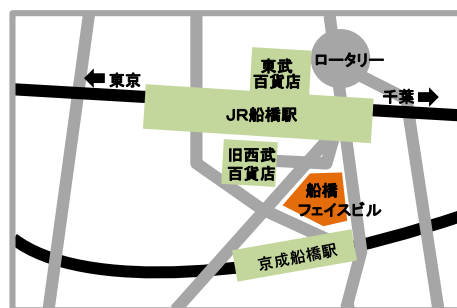 東武
百貨店
ロータリー
東京
千葉
JR船橋駅
旧西武
百貨店
船橋
フェイスビル
京成船橋駅